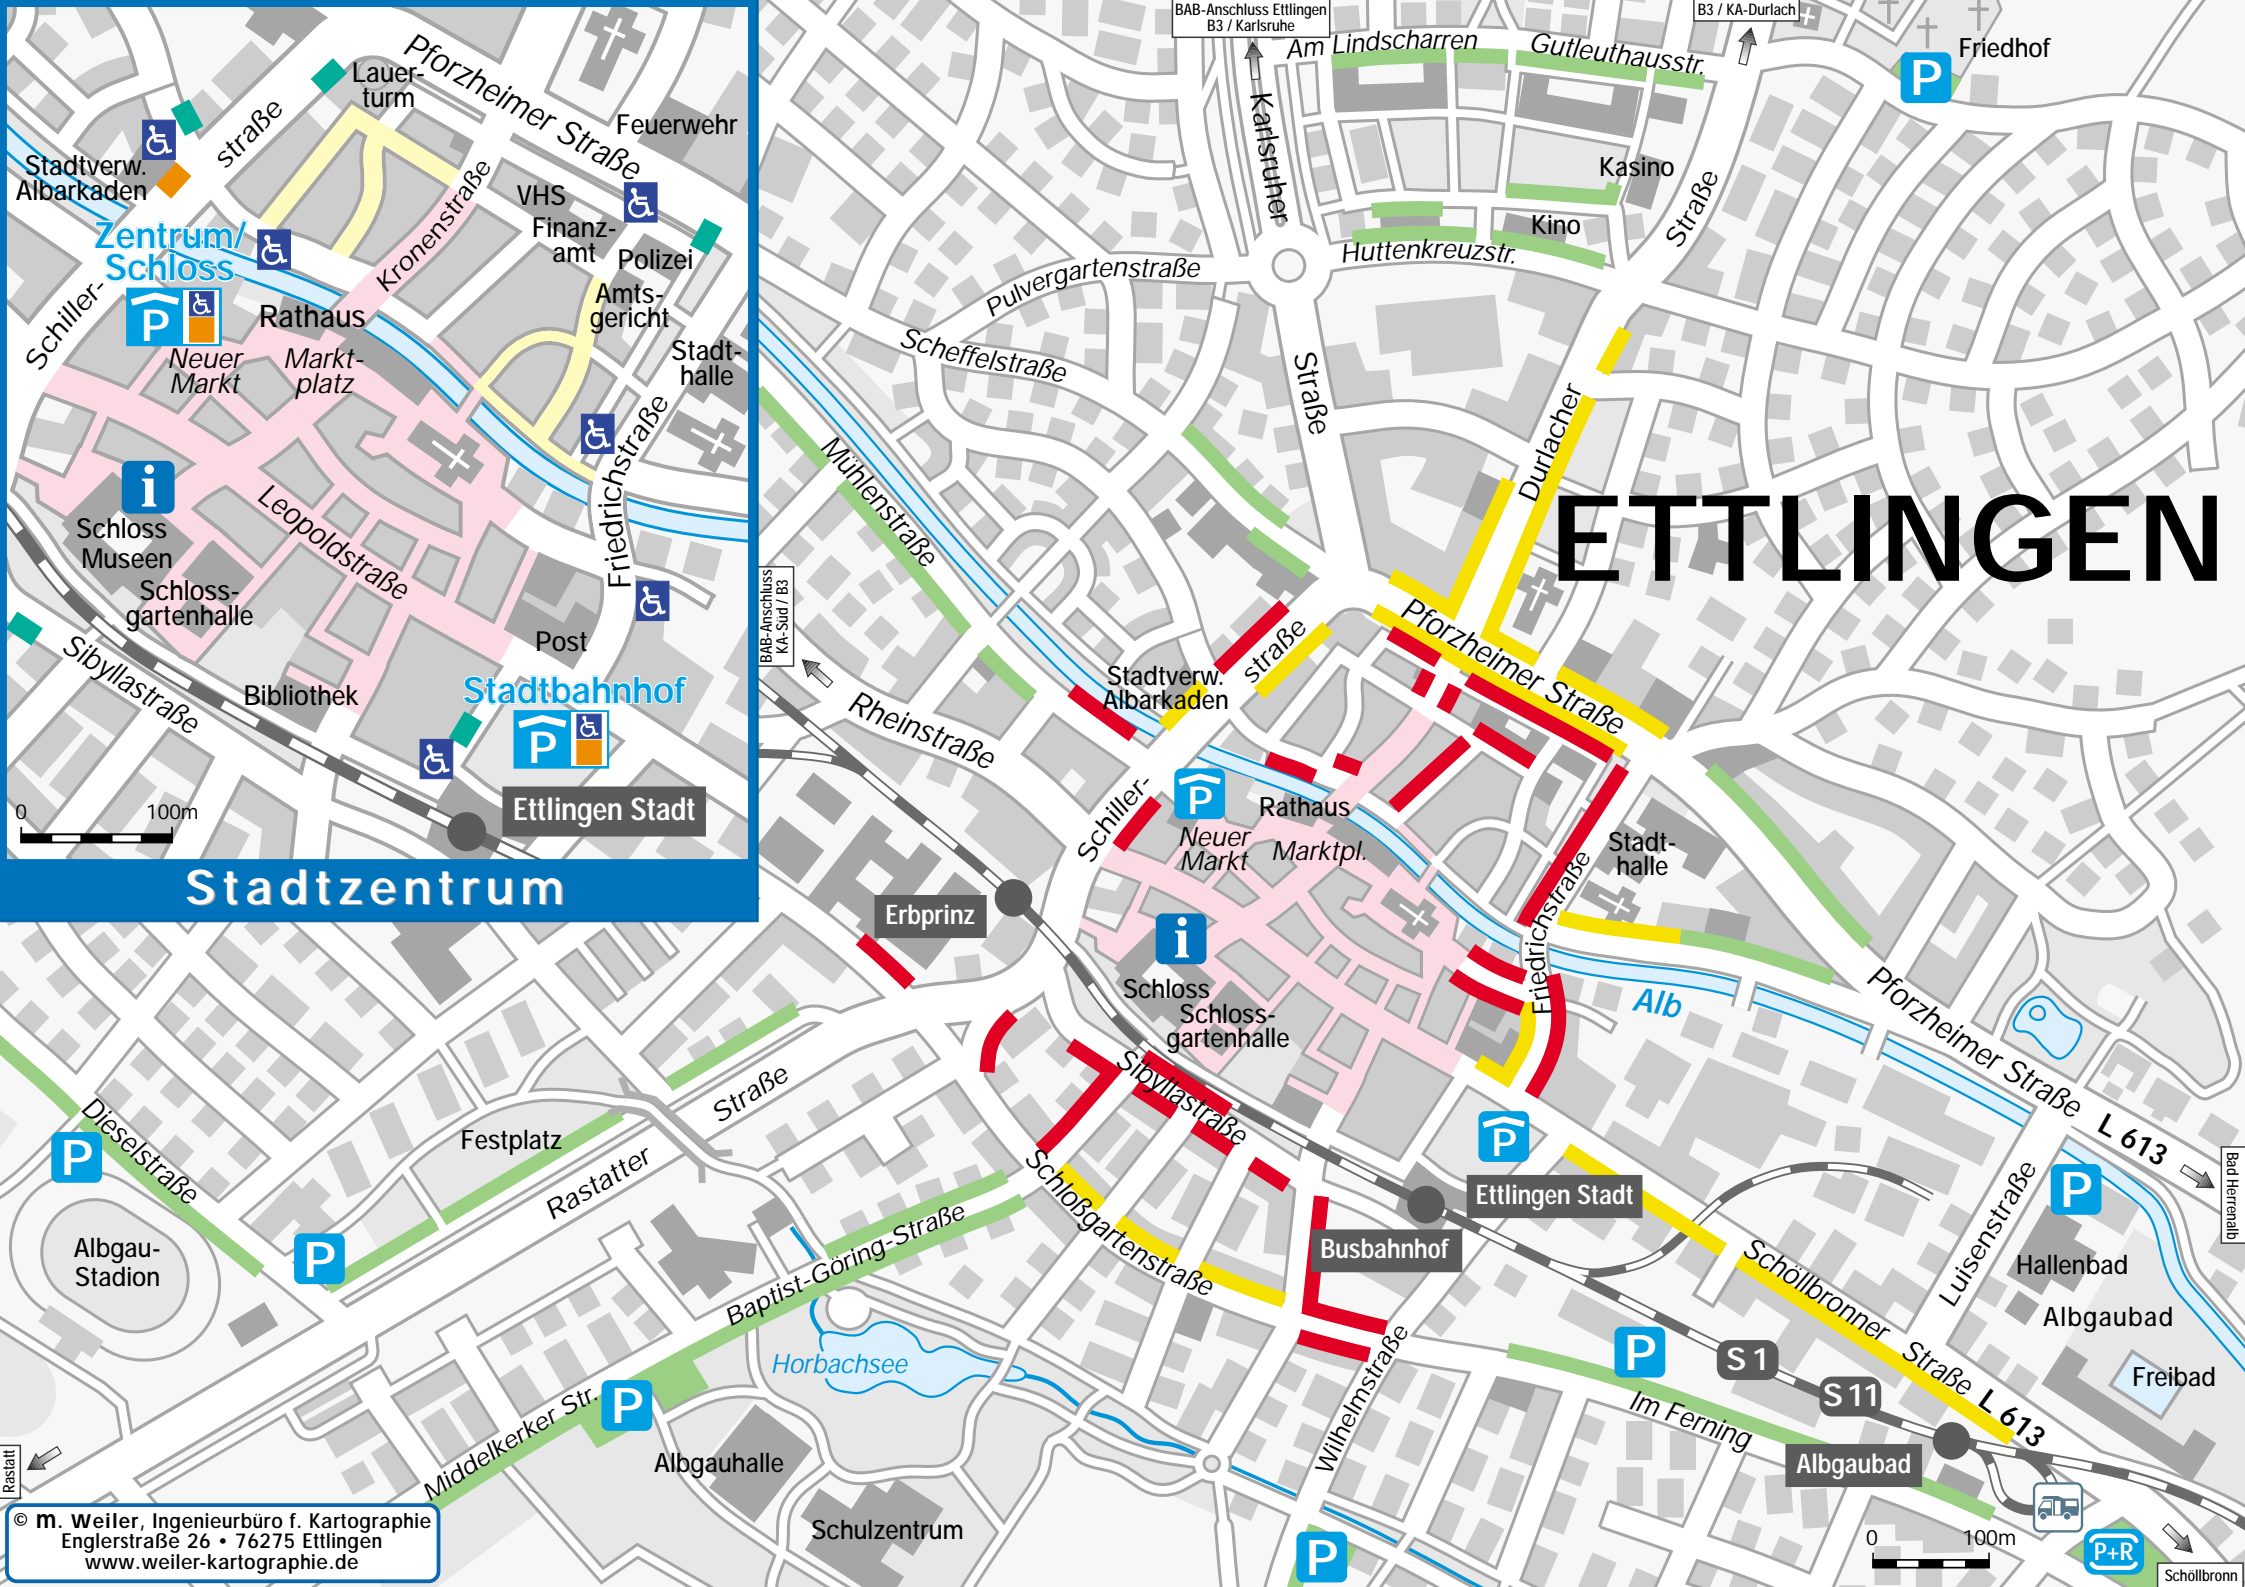 Pforzheimer Straße
Lauer-
turm
Feuerwehr
straße
Stadtverw.
Albarkaden
VHS
Finanz-
amt
Polizei
Kronenstraße
Zentrum/
Schloss
P
Schiller-
Rathaus
Amts-
gericht
Neuer
Markt
Markt-
platz
Stadt-
halle
i
Schloss
Museen
Leopoldstraße
Friedrichstraße
Schloss-
gartenhalle
Post
Sibyllastraße
Bibliothek
Stadtbahnhof
P
Ettlingen Stadt
0 100m
Stadtzentrum
BAB-Anschluss Ettlingen
B3 / Karlsruhe
B3 / KA-Durlach
Am Lindscharren
Gutleuthausstr.
P
Friedhof
Karlsruher
Straße
Kasino
Kino
Huttenkreuzstr.
Straße
Pulvergartenstraße
Scheffelstraße
Durlacher
ETTLINGEN
Mühlenstraße
BAB-Anschluss
KA-Süd / B3
Pforzheimer Straße
straße
Stadtverw.
Albarkaden
Rheinstraße
Schiller-
P
Rathaus
Neuer
Markt
Marktpl.
Stadt-
halle
Erbprinz
i
Friedrichstraße
Schloss
Schloss-
gartenhalle
Alb
Pforzheimer Straße
L 613
Bad Herrenalb
Sibyllastraße
Dieselstraße
P
Festplatz
Rastatter
Straße
P
Albgau-
Stadion
P
Schloßgartenstraße
Baptist-Göring-Straße
Ettlingen Stadt
Busbahnhof
Luisenstraße
P
Hallenbad
Albgaubad
Freibad
Schöllbronner
Straße
L 613
Horbachsee
P
S 1
S 11
Im Ferning
Albgaubad
Wilhelmstraße
Middelkerker Str.
P
Albgauhalle
Schulzentrum
Rastatt
P
0 100m
P+R
Schöllbronn
© m. Weiler, Ingenieurbüro f. Kartographie
Englerstraße 26 • 76275 Ettlingen
www.weiler-kartographie.de